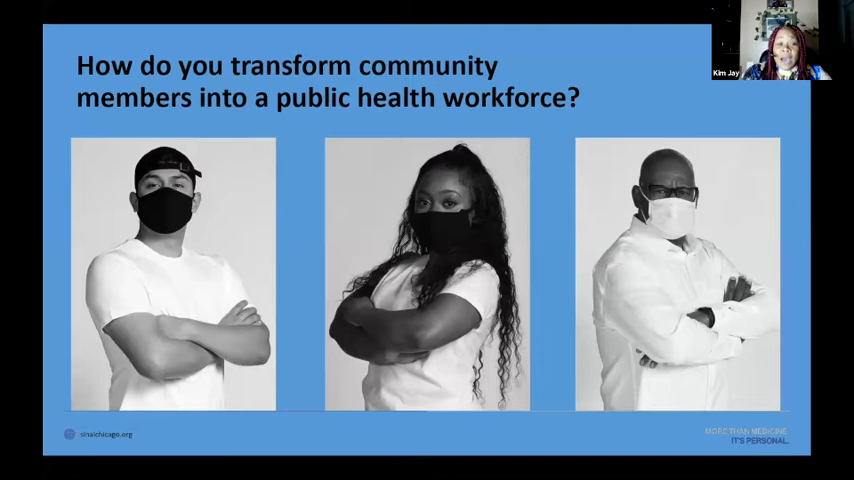 How do you transform community
members into a public health workforce?
Kim Jay
sinaichicago.org
MORE THAN MEDICINE.
IT'S PERSONAL.